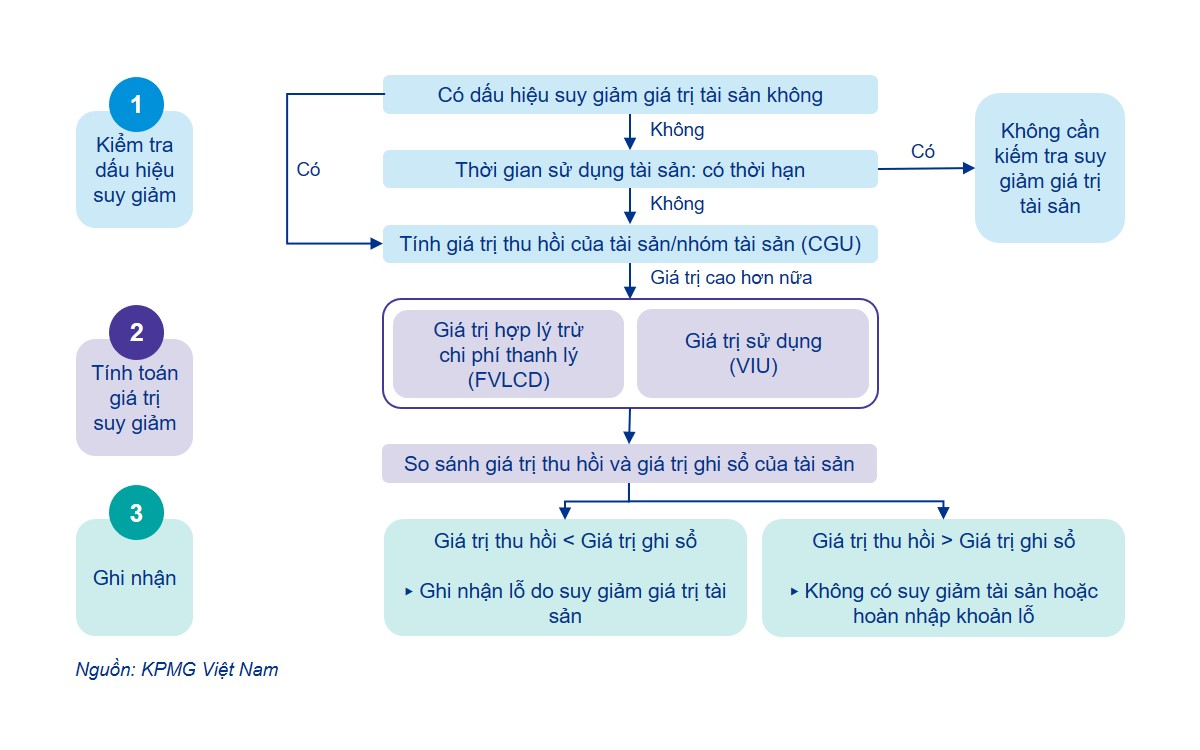 1
Kiểm tra
dấu hiệu
suy giảm
Có dấu hiệu suy giảm giá trị tài sản không
Không
Có
Thời gian sử dụng tài sản: có thời hạn
Có
Không cần
kiếm tra suy
giảm giá trị
tài sản
Không
Tính giá trị thu hồi của tài sản/nhóm tài sản (CGU)
Giá trị cao hơn nữa
2
Tính toán
giá trị
suy giảm
Giá trị hợp lý trừ
chi phí thanh lý
(FVLCD)
Giá trị sử dụng
(VIU)
So sánh giá trị thu hồi và giá trị ghi sổ của tài sản
3
Ghi nhận
Giá trị thu hồi < Giá trị ghi sổ
▸ Ghi nhận lỗ do suy giảm giá trị tài
sản
Giá trị thu hồi > Giá trị ghi sổ
▸ Không có suy giảm tài sản hoặc
hoàn nhập khoản lỗ
Nguồn: KPMG Việt Nam